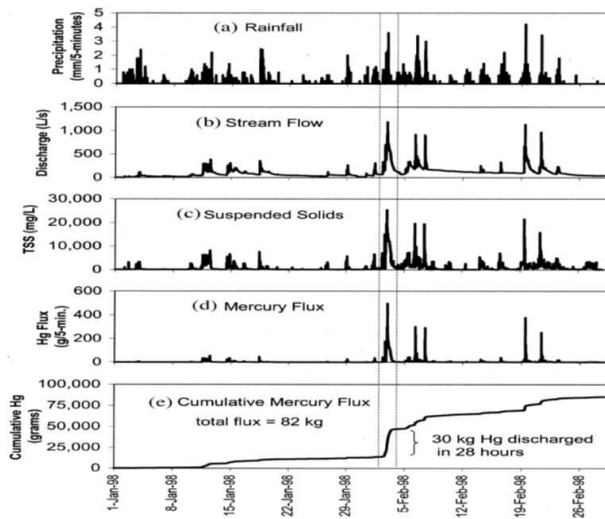 (a) Rainfall
Precipitation
(mm/5-minutes)
5
4
3
2
1
0
(b) Stream Flow
Discharge (L/s)
1,500
1,000
500
0
(c) Suspended Solids
TSS (mg/L)
30,000
20,000
10,000
0
(d) Mercury Flux
Hg Flux
(g/5-min.)
600
400
200
0
(e) Cumulative Mercury Flux
total flux = 82 kg
Cumulative Hg
(grams)
100,000
75,000
50,000
25,000
0
30 kg Hg discharged
in 28 hours
1-Jan-98
8-Jan-98
15-Jan-98
22-Jan-98
29-Jan-98
5-Feb-98
12-Feb-98
19-Feb-98
26-Feb-98